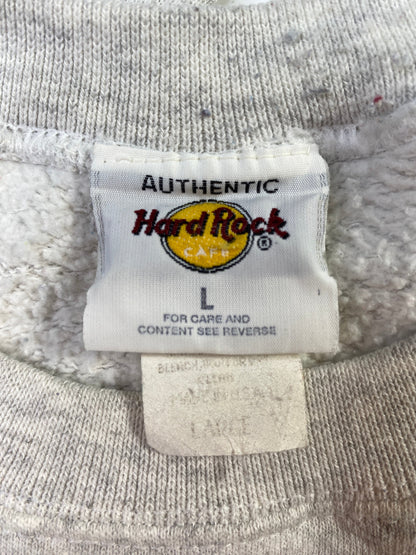 AUTHENTIC
Hard Rock
CAFE ®
L
FOR CARE AND
CONTENT SEE REVERSE
LARGE